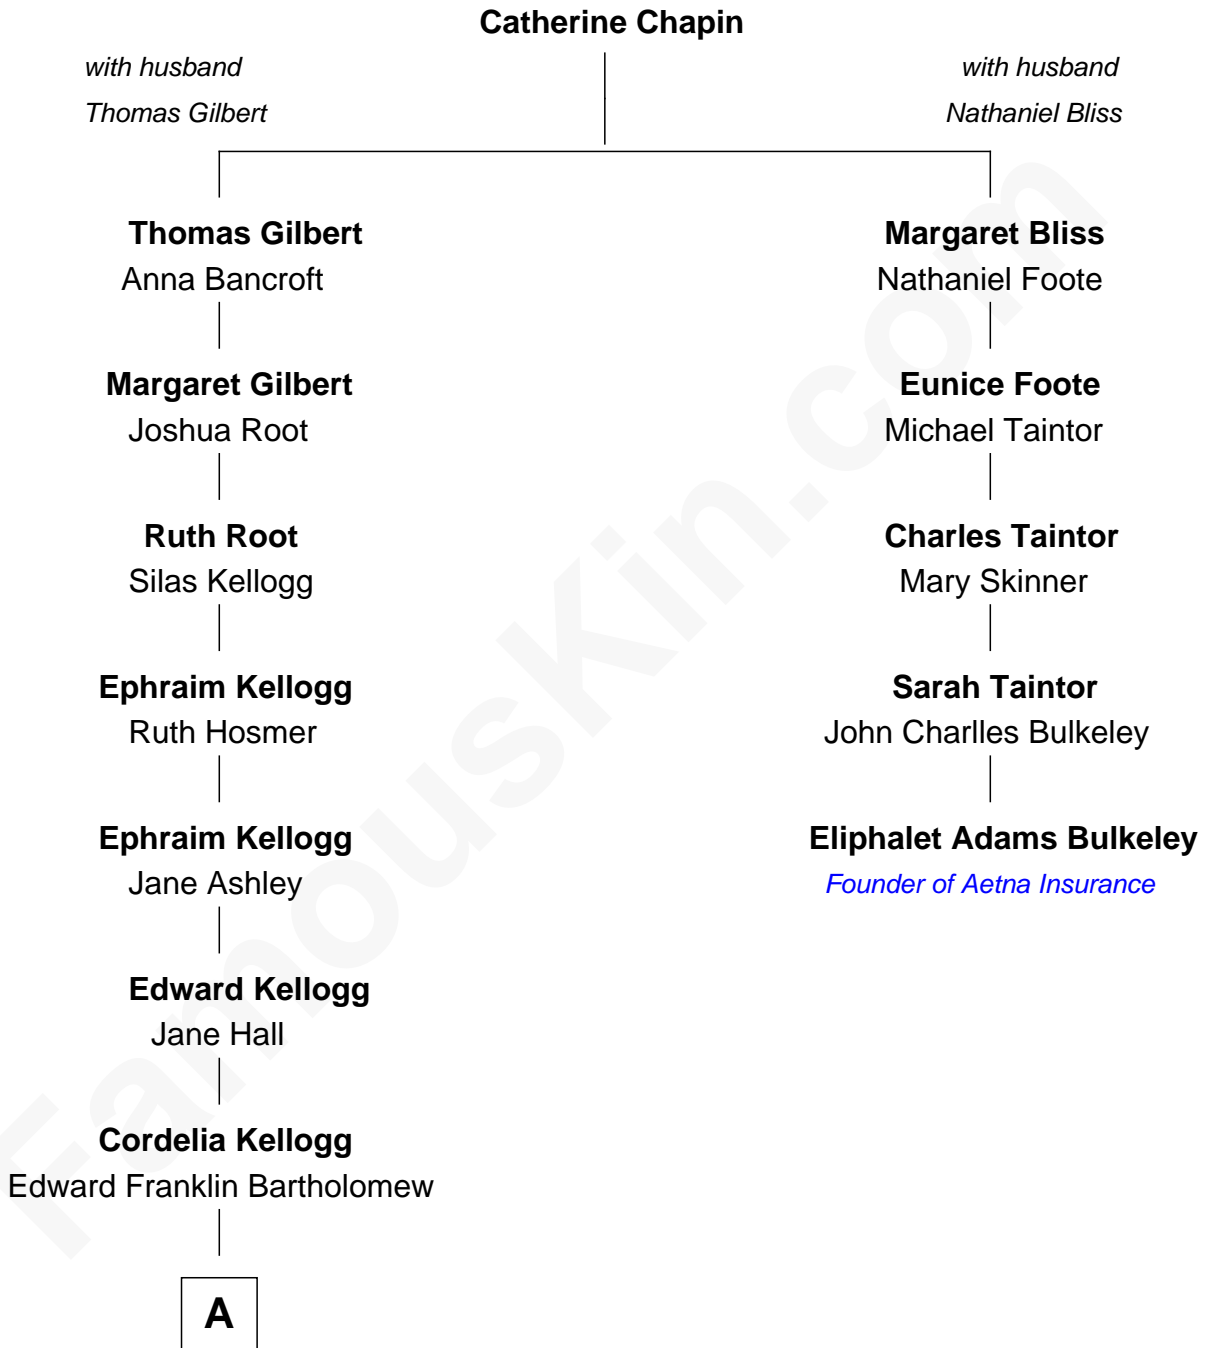 Catherine Chapin
with husband
Thomas Gilbert
with husband
Nathaniel Bliss
Thomas Gilbert
Anna Bancroft
Margaret Bliss
Nathaniel Foote
Margaret Gilbert
Joshua Root
Eunice Foote
Michael Taintor
Ruth Root
Silas Kellogg
Charles Taintor
Mary Skinner
Ephraim Kellogg
Ruth Hosmer
Sarah Taintor
John Charlles Bulkeley
Ephraim Kellogg
Jane Ashley
Eliphalet Adams Bulkeley
Founder of Aetna Insurance
Edward Kellogg
Jane Hall
Cordelia Kellogg
Edward Franklin Bartholomew
A
FamousKin.com